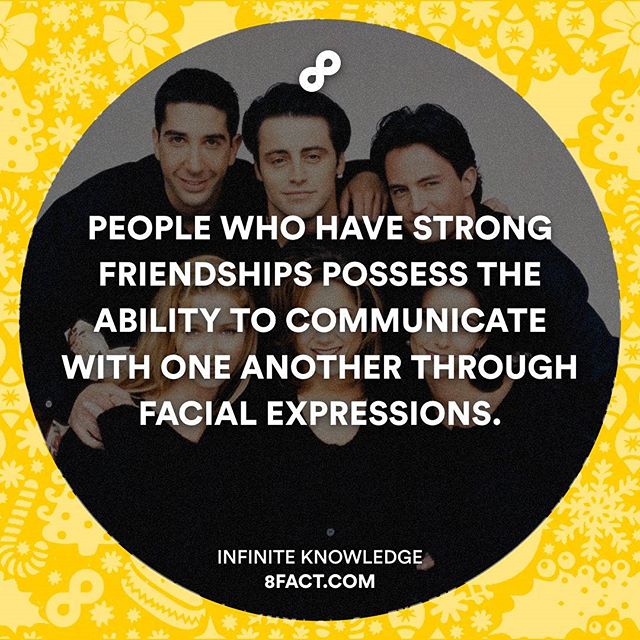 PEOPLE WHO HAVE STRONG
FRIENDSHIPS POSSESS THE
ABILITY TO COMMUNICATE
WITH ONE ANOTHER THROUGH
FACIAL EXPRESSIONS.
INFINITE KNOWLEDGE
8FACT.COM